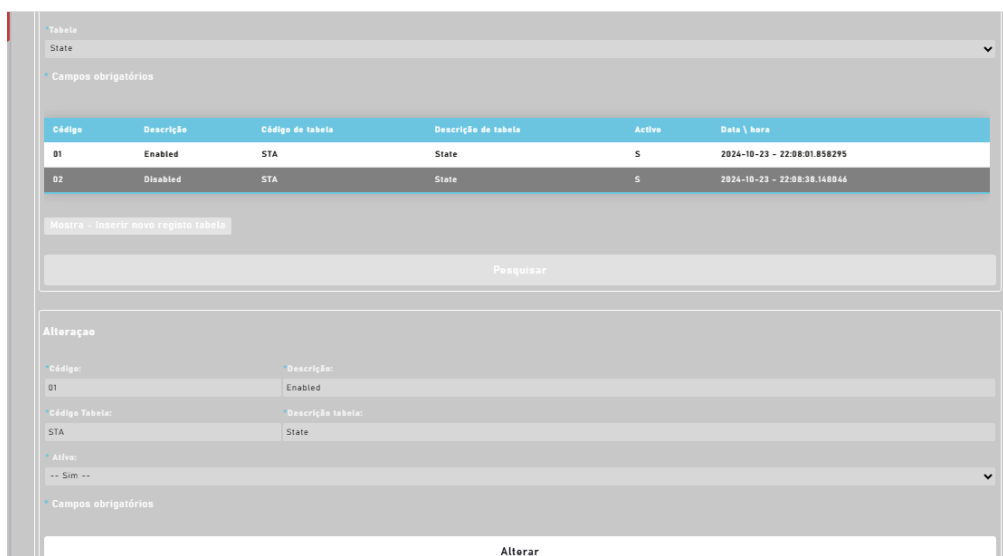 *Tabela
State
* Campos obrigatórios
Código Descrição Código de tabela Descrição de tabela Activo Data \ hora
01 Enabled STA State S 2024-10-23 - 22:08:01.858295
02 Disabled STA State S 2024-10-23 - 22:08:38.148046
Mostra - Inserir novo registo tabela
Pesquisar
Alteraçao
*Código: *Descrição:
01 Enabled
*Código Tabela: *Descrição tabela:
STA State
* Ativo:
-- Sim --
* Campos obrigatórios
Alterar